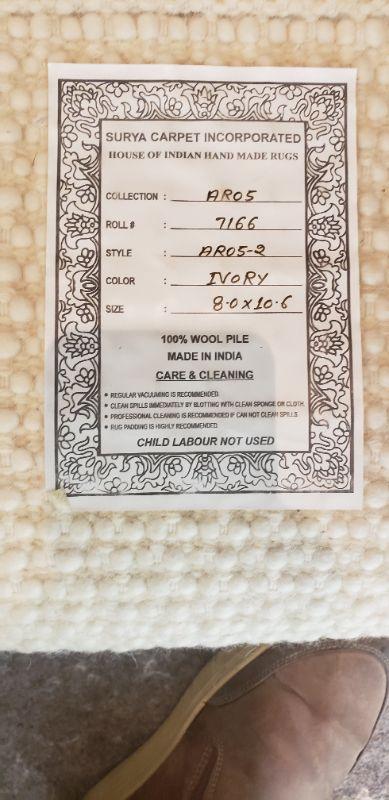 SURYA CARPET INCORPORATED
HOUSE OF INDIAN HAND MADE RUGS
COLLECTION : AR05
ROLL # : 7166
STYLE : AR05-2
COLOR : IVORY
SIZE : 8.0 x 10.6
100% WOOL PILE
MADE IN INDIA
CARE & CLEANING
• REGULAR VACUUMING IS RECOMMENDED
• CLEAN SPILLS IMMEDIATELY BY BLOTTING WITH CLEAN SPONGE OR CLOTH.
• PROFESSIONAL CLEANING IS RECOMMENDED IF CAN NOT CLEAN SPILLS
• RUG PADDING IS HIGHLY RECOMMENDED
CHILD LABOUR NOT USED